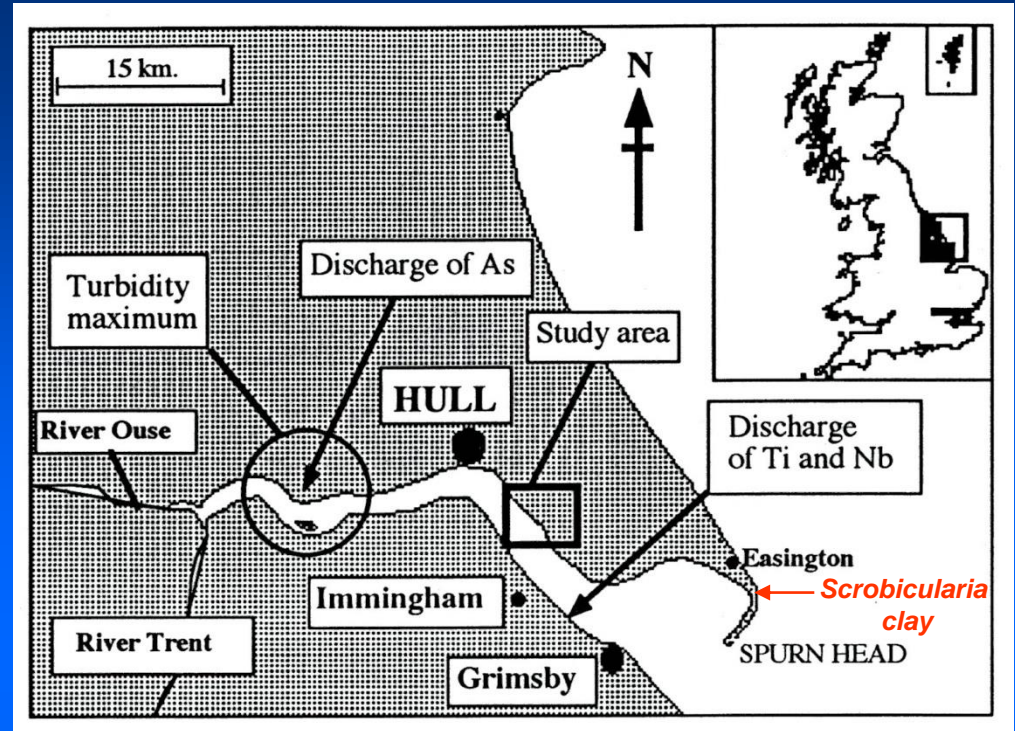 15 km.
N
Discharge of As
Turbidity
maximum
Study area
HULL
River Ouse
Discharge
of Ti and Nb
Easington
Immingham
Scrobicularia
clay
River Trent
SPURN HEAD
Grimsby